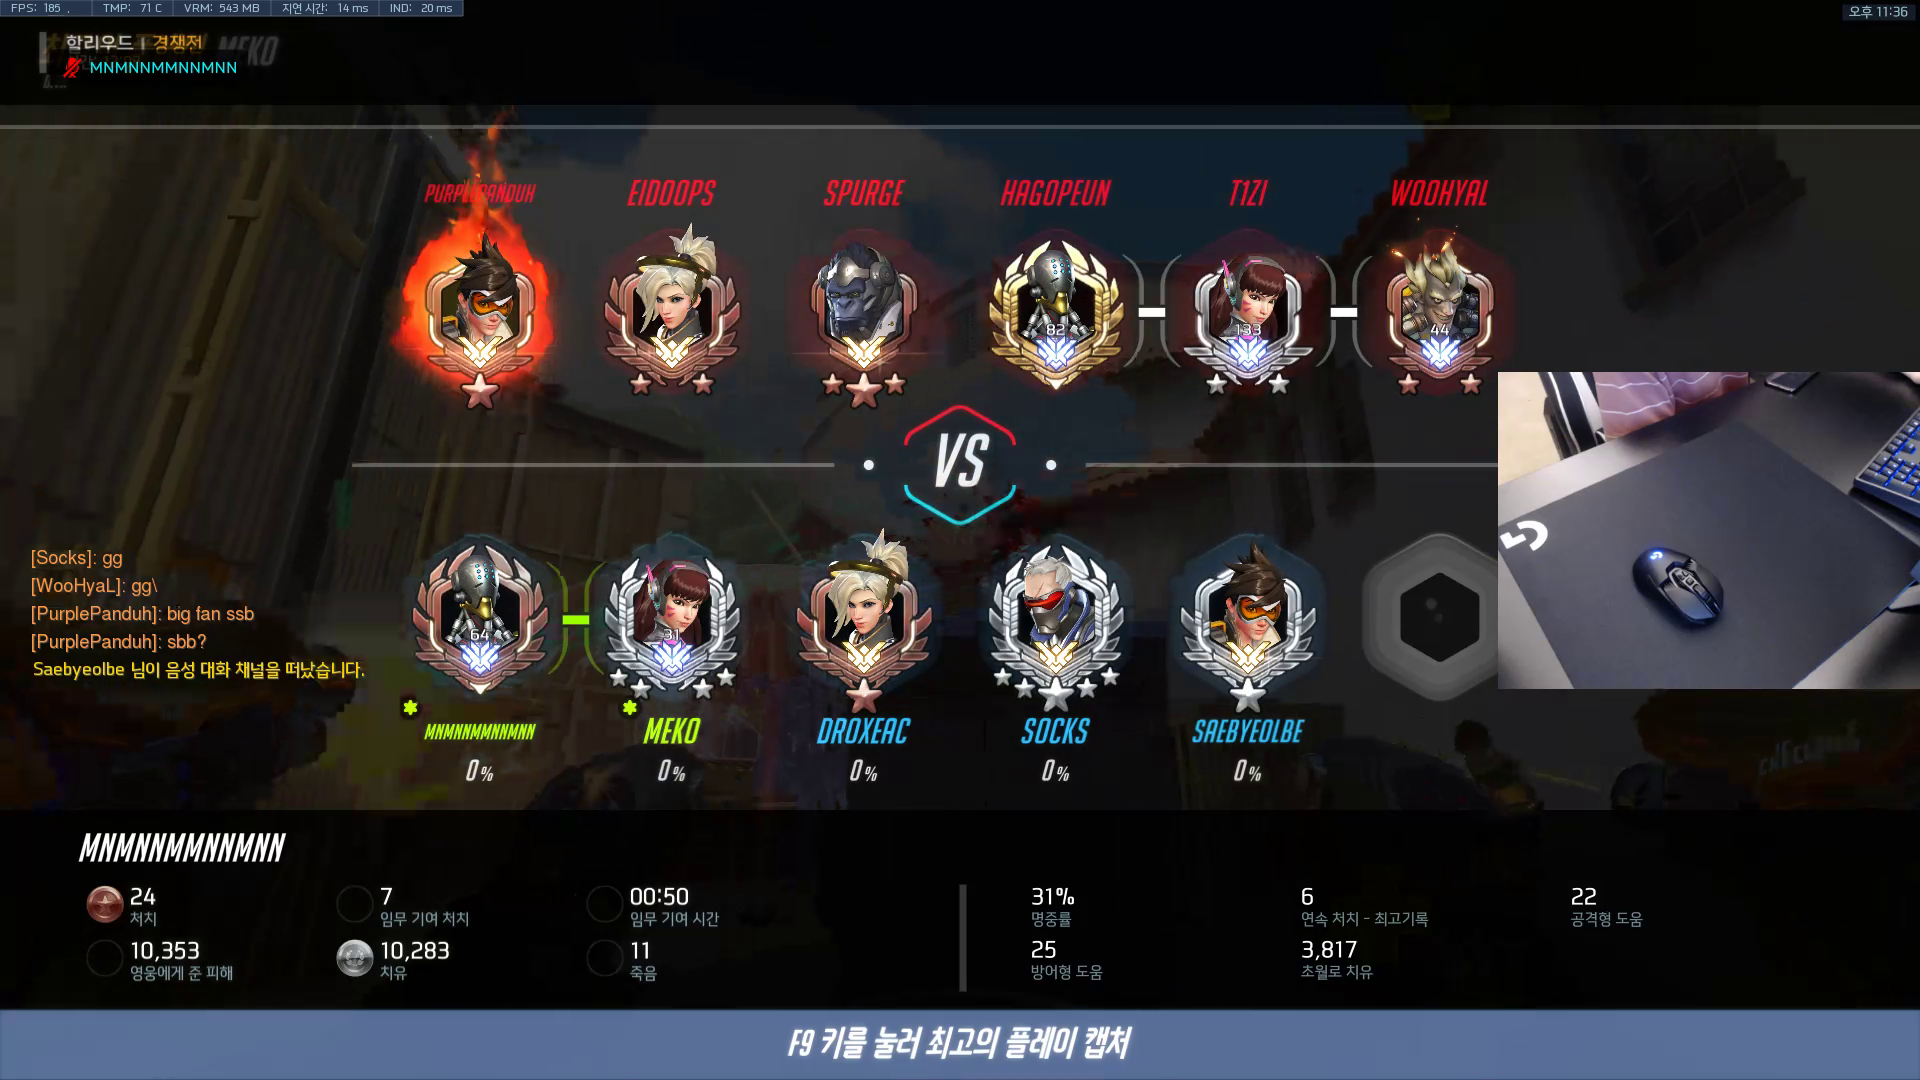 FPS: 185
TMP: 71 C
VRM: 543 MB
지연 시간: 14 ms
IND: 20 ms
오후 11:36
할리우드 | 경쟁전
MEKO
MNMNNMMNNMNN
PURPLEPANDUH
EIDOOPS
SPURGE
HAGOPEUN
T1ZI
WOOHYAL
82
133
44
VS
[Socks]: gg
[WooHyaL]: gg\
[PurplePanduh]: big fan ssb
[PurplePanduh]: sbb?
Saebyeolbe 님이 음성 대화 채널을 떠났습니다.
64
31
MNMNNMMNNMNN
MEKO
DROXEAC
SOCKS
SAEBYEOLBE
0%
0%
0%
0%
0%
MNMNNMMNNMNN
24
처치
7
임무 기여 처치
00:50
임무 기여 시간
31%
명중률
6
연속 처치 - 최고기록
22
공격형 도움
10,353
영웅에게 준 피해
10,283
치유
11
죽음
25
방어형 도움
3,817
초월로 치유
F9 키를 눌러 최고의 플레이 캡처